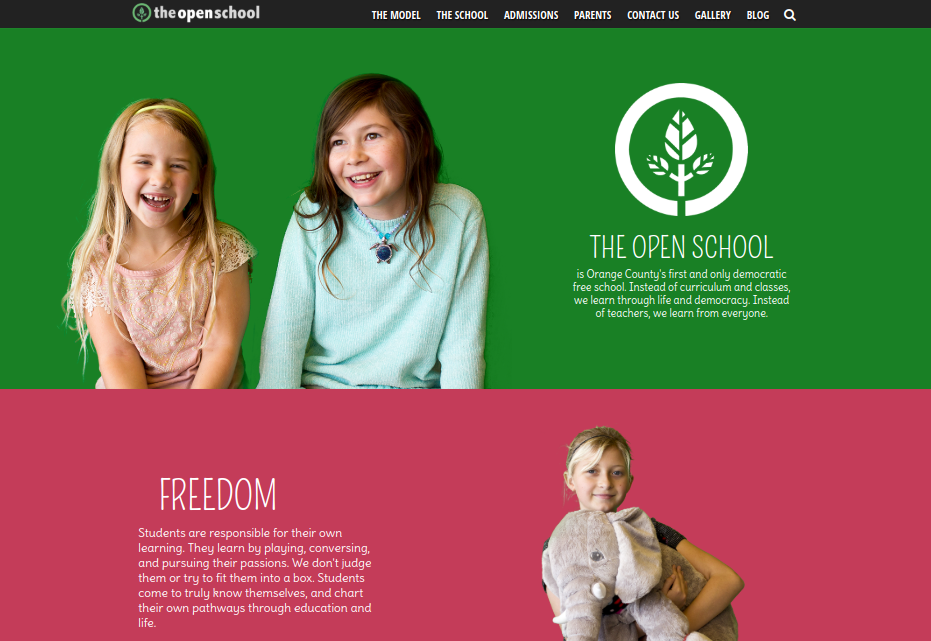 theopenschool
THE MODEL THE SCHOOL ADMISSIONS PARENTS CONTACT US GALLERY BLOG
THE OPEN SCHOOL
is Orange County's first and only democratic
free school. Instead of curriculum and classes,
we learn through life and democracy. Instead
of teachers, we learn from everyone.
FREEDOM
Students are responsible for their own
learning. They learn by playing, conversing,
and pursuing their passions. We don't judge
them or try to fit them into a box. Students
come to truly know themselves, and chart
their own pathways through education and
life.